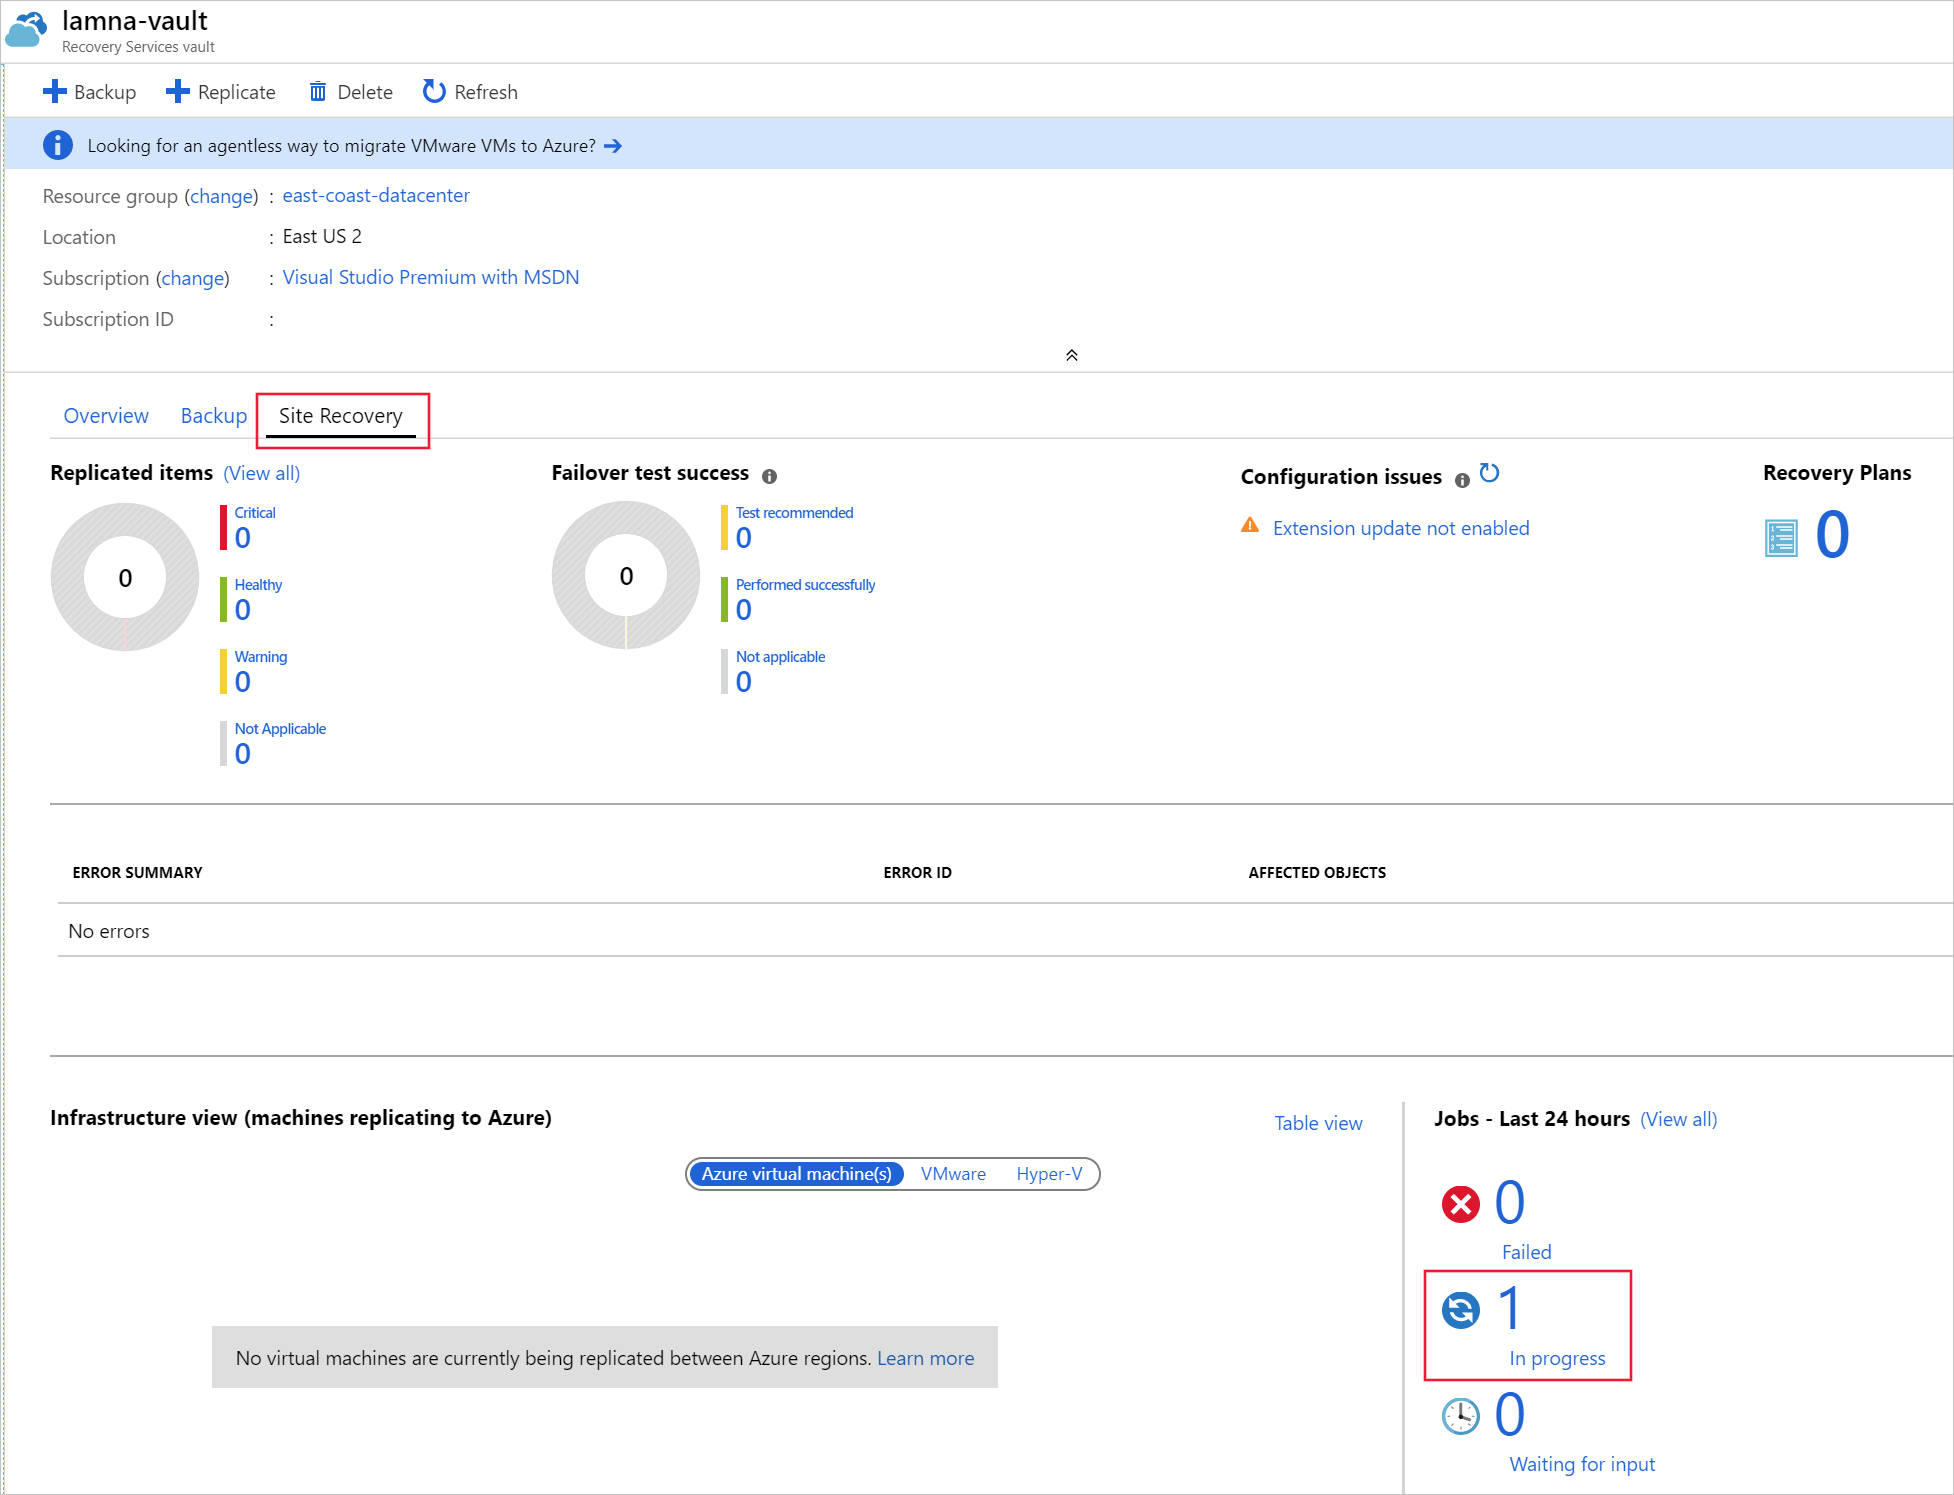 lamna-vault
Recovery Services vault
Backup Replicate Delete Refresh
Looking for an agentless way to migrate VMware VMs to Azure?
Resource group (change) : east-coast-datacenter
Location : East US 2
Subscription (change) : Visual Studio Premium with MSDN
Subscription ID :
Overview Backup Site Recovery
Replicated items (View all)
0
Critical
0
Healthy
0
Warning
0
Not Applicable
0
Failover test success
0
Test recommended
0
Performed successfully
0
Not applicable
0
Configuration issues
Extension update not enabled
Recovery Plans
0
ERROR SUMMARY ERROR ID AFFECTED OBJECTS
No errors
Infrastructure view (machines replicating to Azure)
Table view
Azure virtual machine(s) VMware Hyper-V
No virtual machines are currently being replicated between Azure regions. Learn more
Jobs - Last 24 hours (View all)
0
Failed
1
In progress
0
Waiting for input